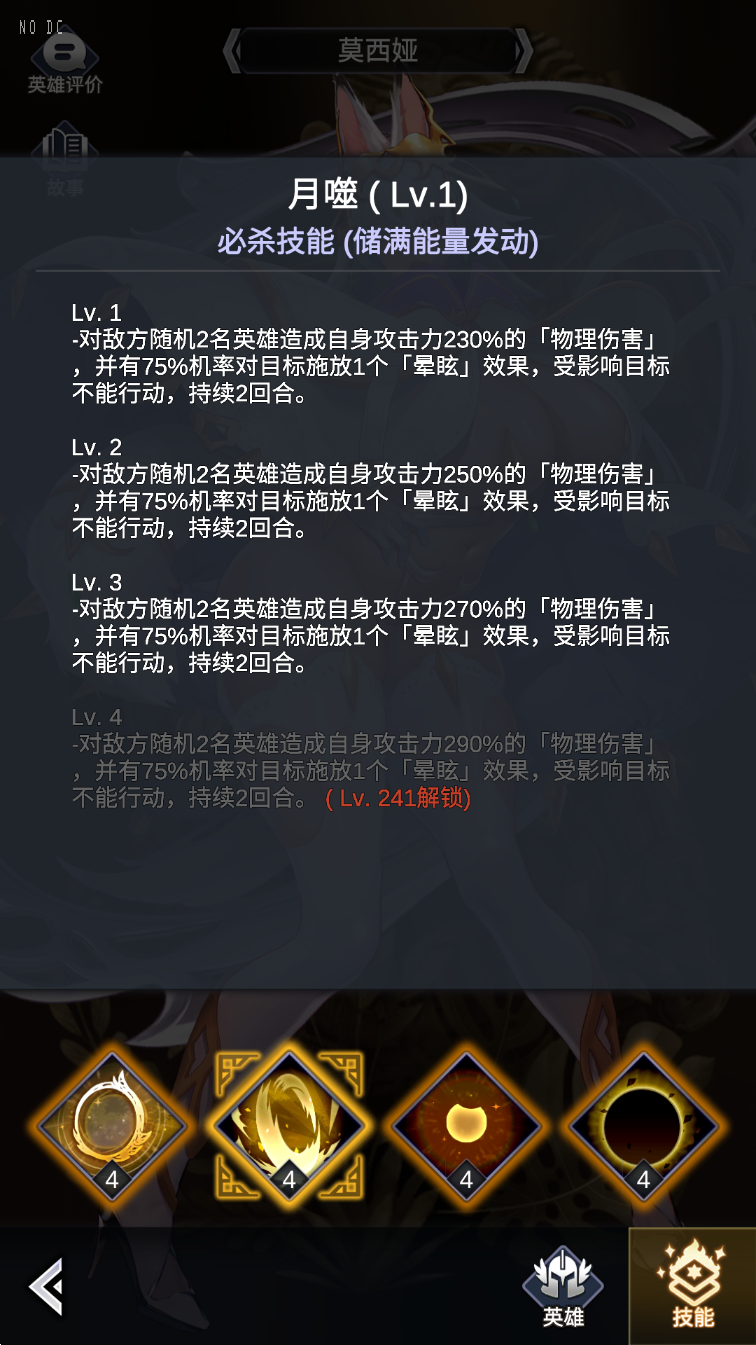 NO DC
莫西娅
英雄评价
故事
月噬 ( Lv.1)
必杀技能 (储满能量发动)
Lv. 1
-对敌方随机2名英雄造成自身攻击力230%的「物理伤害」
，并有75%机率对目标施放1个「晕眩」效果，受影响目标
不能行动，持续2回合。
Lv. 2
-对敌方随机2名英雄造成自身攻击力250%的「物理伤害」
，并有75%机率对目标施放1个「晕眩」效果，受影响目标
不能行动，持续2回合。
Lv. 3
-对敌方随机2名英雄造成自身攻击力270%的「物理伤害」
，并有75%机率对目标施放1个「晕眩」效果，受影响目标
不能行动，持续2回合。
Lv. 4
-对敌方随机2名英雄造成自身攻击力290%的「物理伤害」
，并有75%机率对目标施放1个「晕眩」效果，受影响目标
不能行动，持续2回合。 ( Lv. 241解锁)
4 4 4 4
英雄 技能